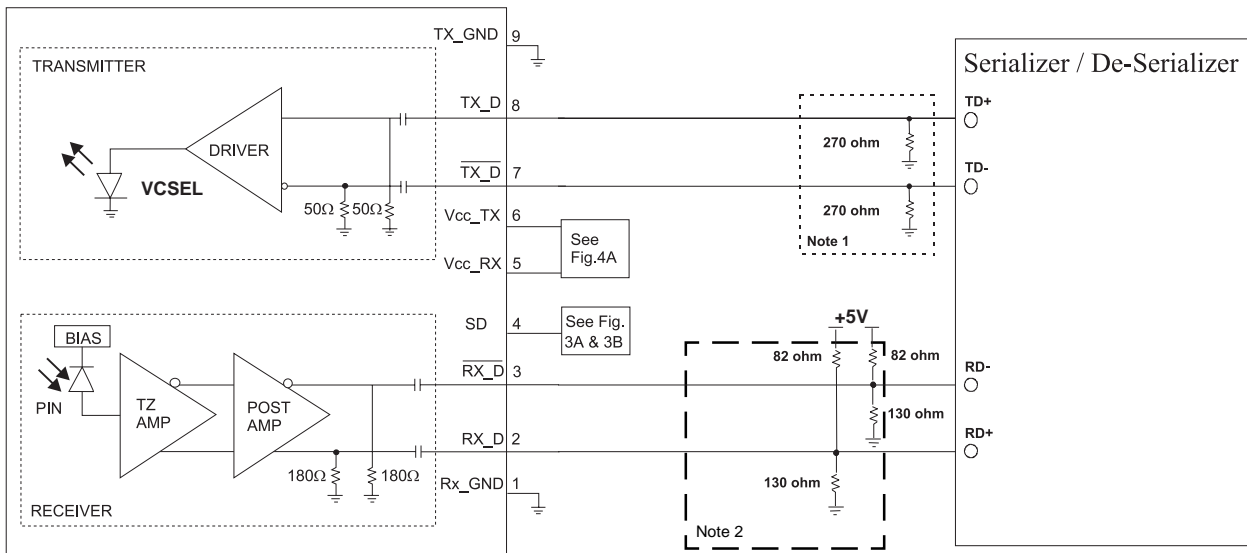 TX_GND 9
TRANSMITTER
Serializer / De-Serializer
TX_D 8
TD+
DRIVER
270 ohm
VCSEL
TX_D 7
TD-
50Ω 50Ω
270 ohm
Note 1
Vcc_TX 6
See
Fig.4A
Vcc_RX 5
SD 4
See Fig.
3A & 3B
+5V
BIAS
82 ohm 82 ohm
RX_D 3
RD-
PIN
TZ
AMP
POST
AMP
130 ohm
RX_D 2
RD+
180Ω 180Ω
130 ohm
Rx_GND 1
RECEIVER
Note 2